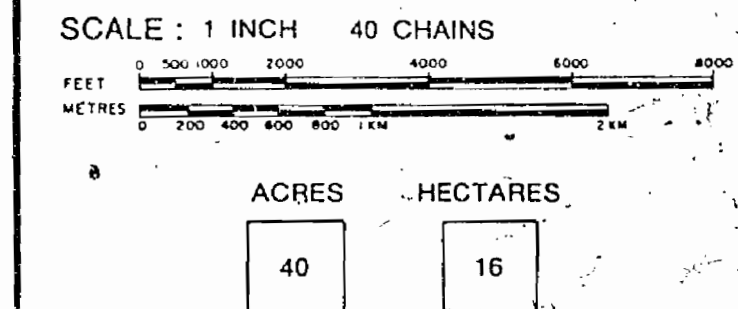 SCALE : 1 INCH 40 CHAINS
0 500 1000 2000 4000 6000 8000
FEET
METRES
0 200 400 600 800 1 KM 2 KM
ACRES HECTARES
40 16